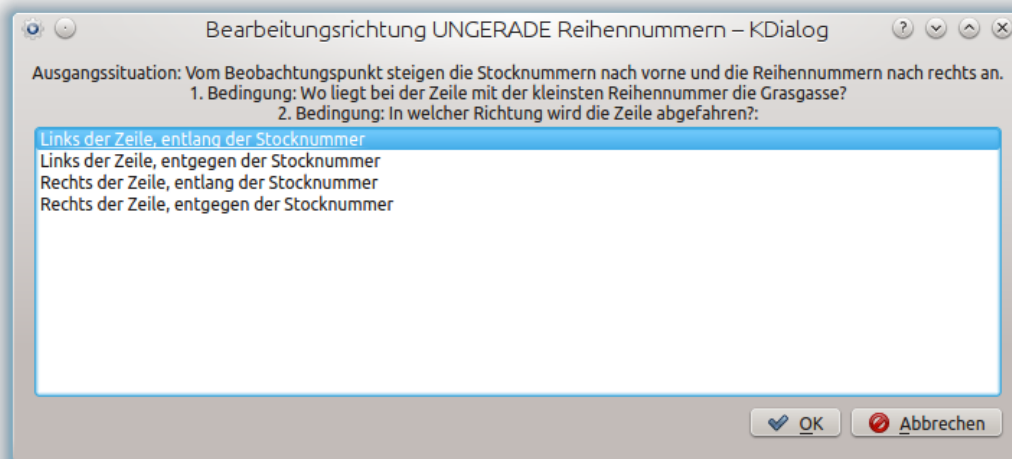 Bearbeitungsrichtung UNGERADE Reihennummern – KDialog
Ausgangssituation: Vom Beobachtungspunkt steigen die Stocknummern nach vorne und die Reihennummern nach rechts an.
1. Bedingung: Wo liegt bei der Zeile mit der kleinsten Reihennummer die Grasgasse?
2. Bedingung: In welcher Richtung wird die Zeile abgefahren?:
Links der Zeile, entlang der Stocknummer
Links der Zeile, entgegen der Stocknummer
Rechts der Zeile, entlang der Stocknummer
Rechts der Zeile, entgegen der Stocknummer
OK Abbrechen